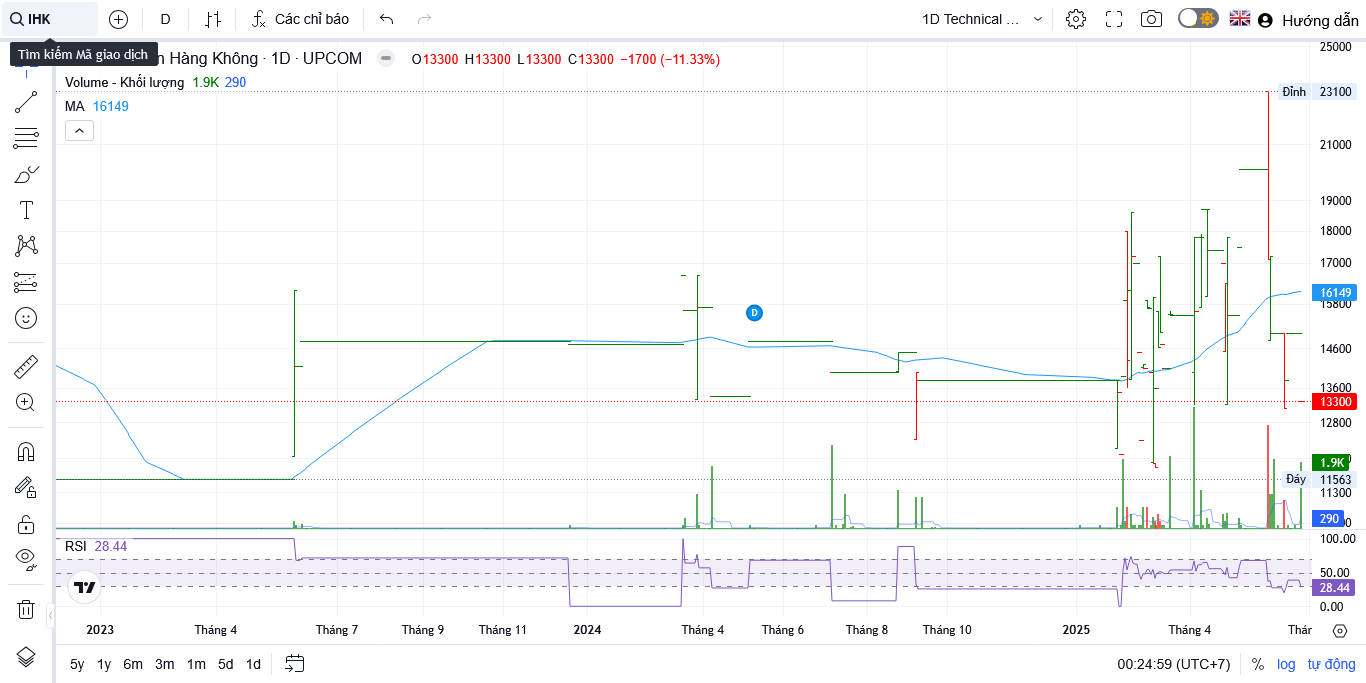 IHK
D
Các chỉ báo
1D Technical ...
Hướng dẫn
Tìm kiếm Mã giao dịch
n Hàng Không · 1D · UPCOM
O13300 H13300 L13300 C13300 −1700 (−11.33%)
Volume - Khối lượng 1.9K 290
MA 16149
25000
Đỉnh 23100
21000
19000
18000
17000
16149
15800
14600
13600
13300
12800
1.9K
Đáy 11563
11300
290
D
RSI 28.44
100.00
50.00
28.44
0.00
2023 Tháng 4 Tháng 7 Tháng 9 Tháng 11 2024 Tháng 4 Tháng 6 Tháng 8 Tháng 10 2025 Tháng 4 Thár
5y 1y 6m 3m 1m 5d 1d
00:24:59 (UTC+7) % log tự động